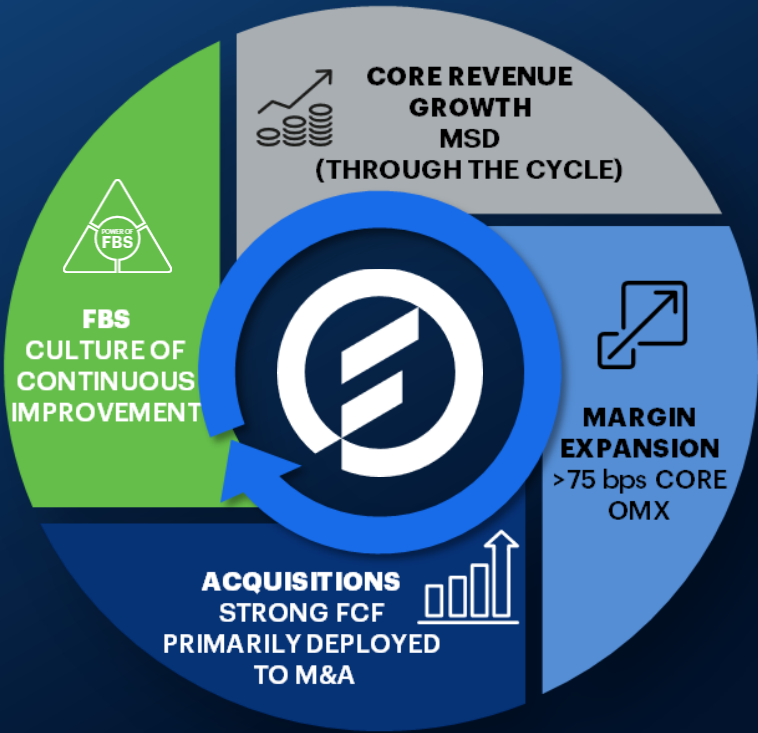 CORE REVENUE
GROWTH
MSD
(THROUGH THE CYCLE)
POWER OF
FBS
FBS
CULTURE OF
CONTINUOUS
IMPROVEMENT
MARGIN
EXPANSION
>75 bps CORE
OMX
ACQUISITIONS
STRONG FCF
PRIMARILY DEPLOYED
TO M&A